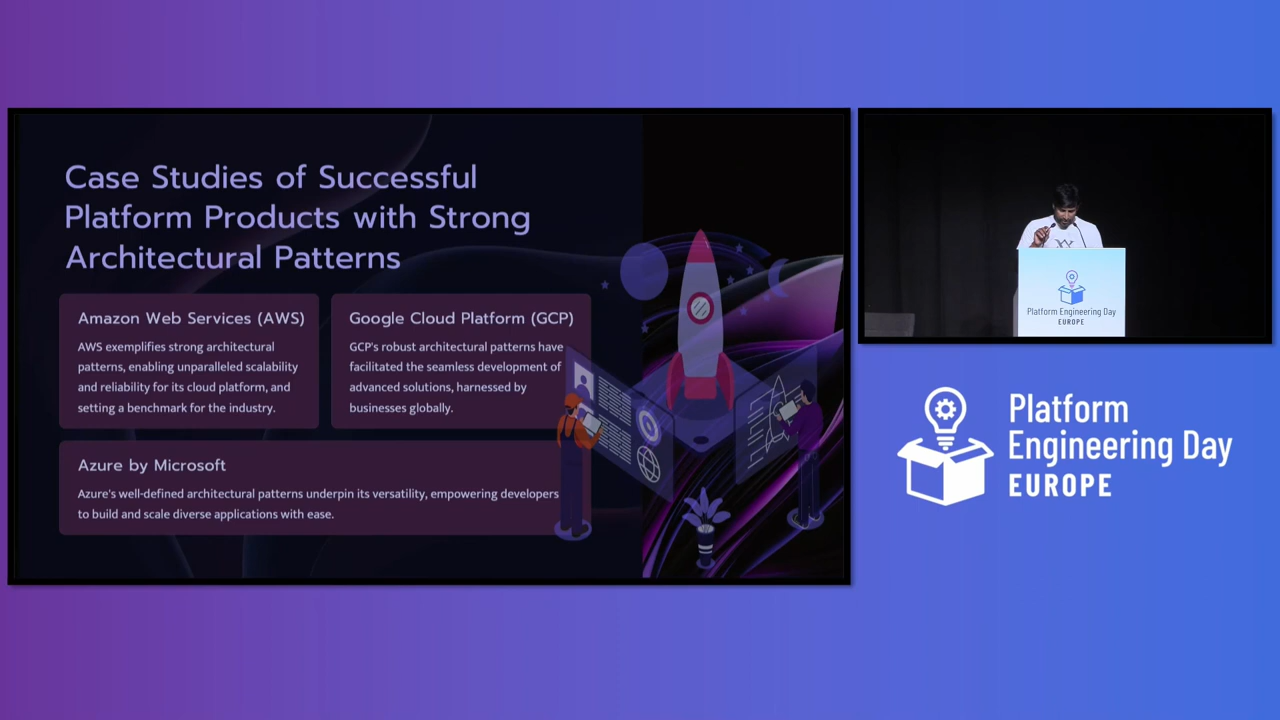 Case Studies of Successful
Platform Products with Strong
Architectural Patterns
Amazon Web Services (AWS)
AWS exemplifies strong architectural
patterns, enabling unparalleled scalability
and reliability for its cloud platform, and
setting a benchmark for the industry.
Google Cloud Platform (GCP)
GCP's robust architectural patterns have
facilitated the seamless development of
advanced solutions, harnessed by
businesses globally.
Azure by Microsoft
Azure's well-defined architectural patterns underpin its versatility, empowering developers
to build and scale diverse applications with ease.
Platform Engineering Day
EUROPE
Platform
Engineering Day
EUROPE